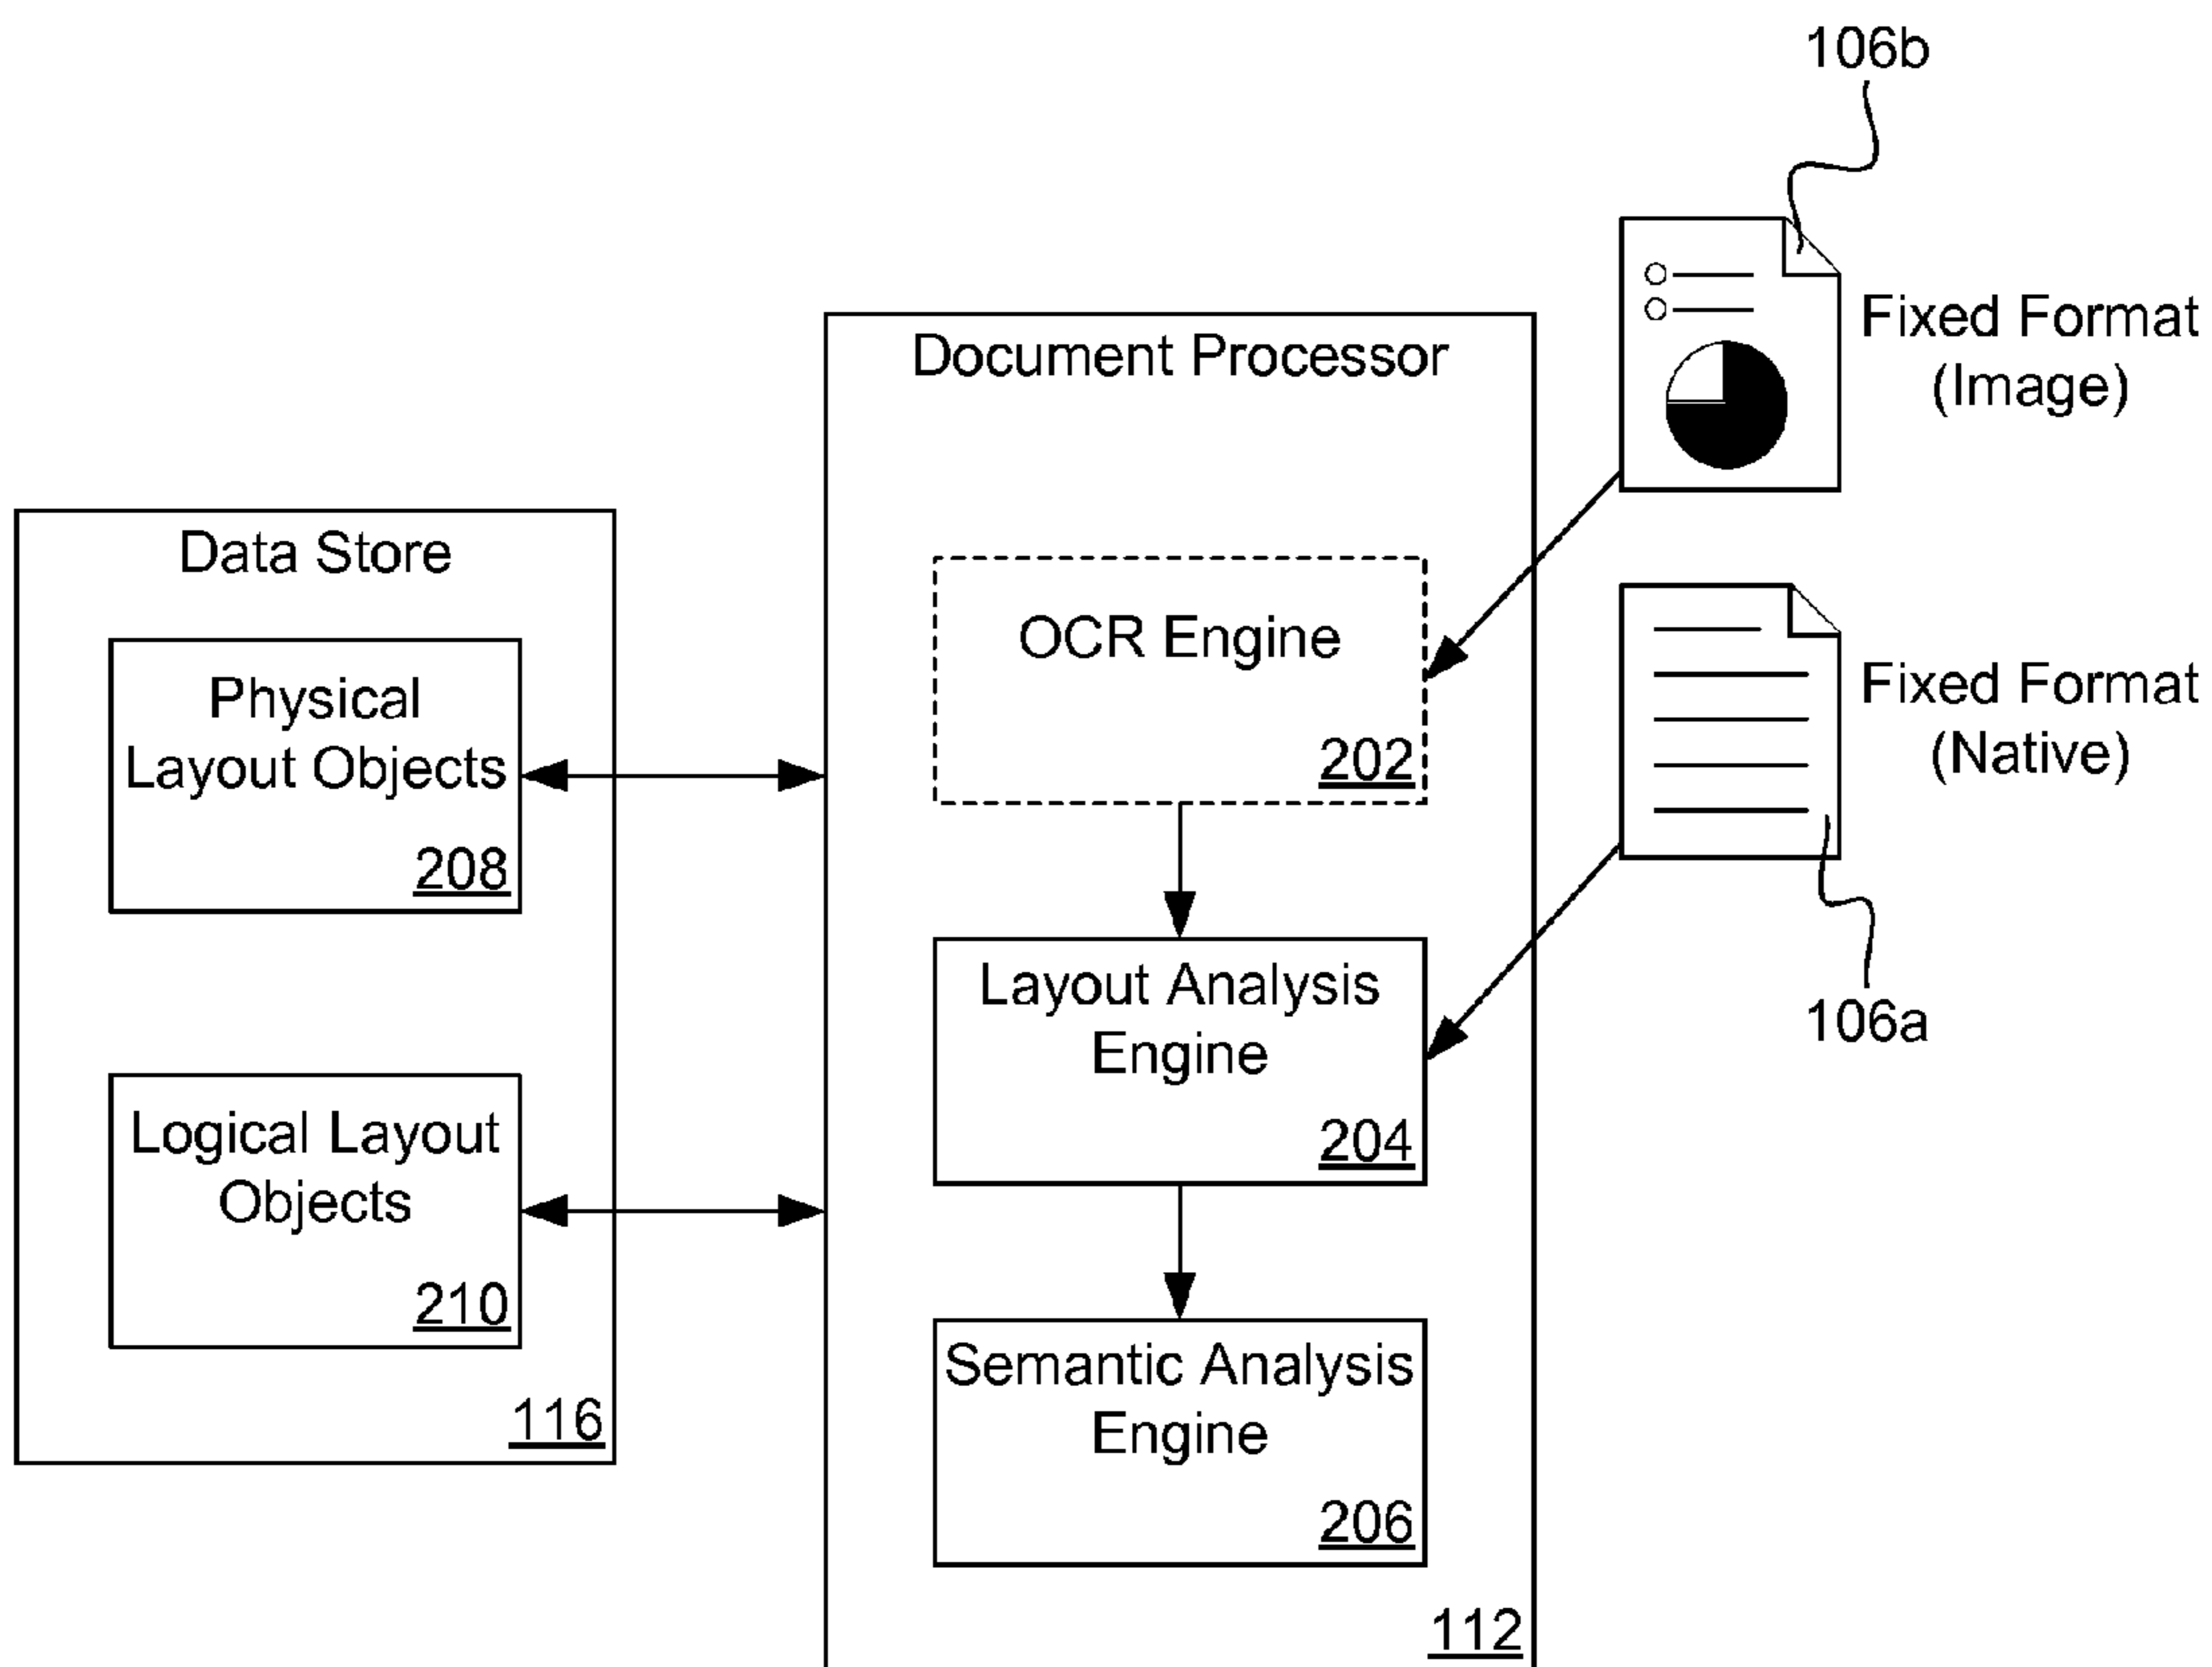 106b
Fixed Format
(Image)
Document Processor
Data Store
OCR Engine
202
Physical
Layout Objects
208
Fixed Format
(Native)
106a
Layout Analysis
Engine
204
Logical Layout
Objects
210
116
Semantic Analysis
Engine
206
112